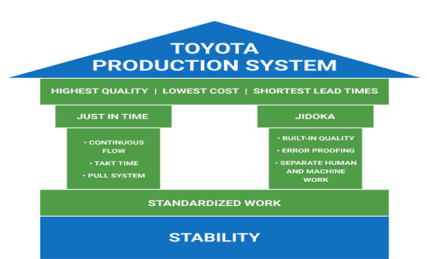 TOYOTA
PRODUCTION SYSTEM
HIGHEST QUALITY | LOWEST COST | SHORTEST LEAD TIMES
JUST IN TIME
• CONTINUOUS
FLOW
• TAKT TIME
• PULL SYSTEM
JIDOKA
• BUILT-IN QUALITY
• ERROR PROOFING
• SEPARATE HUMAN
AND MACHINE
WORK
STANDARDIZED WORK
STABILITY